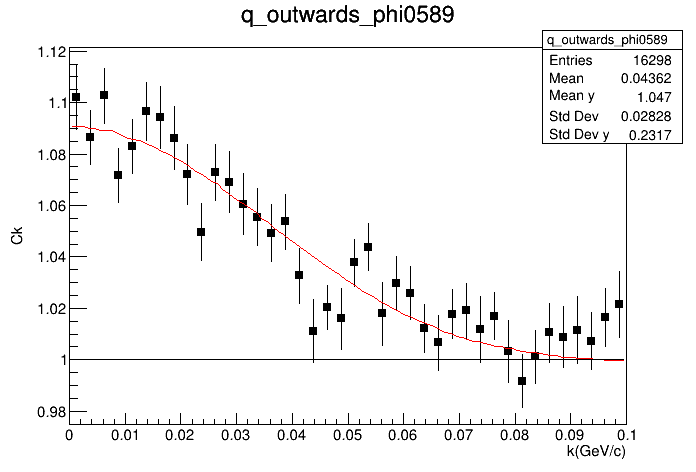 q_outwards_phi0589
q_outwards_phi0589
Entries 16298
Mean 0.04362
Mean y 1.047
Std Dev 0.02828
Std Dev y 0.2317
Ck
1.12
1.1
1.08
1.06
1.04
1.02
1
0.98
0 0.01 0.02 0.03 0.04 0.05 0.06 0.07 0.08 0.09 0.1
k(GeV/c)